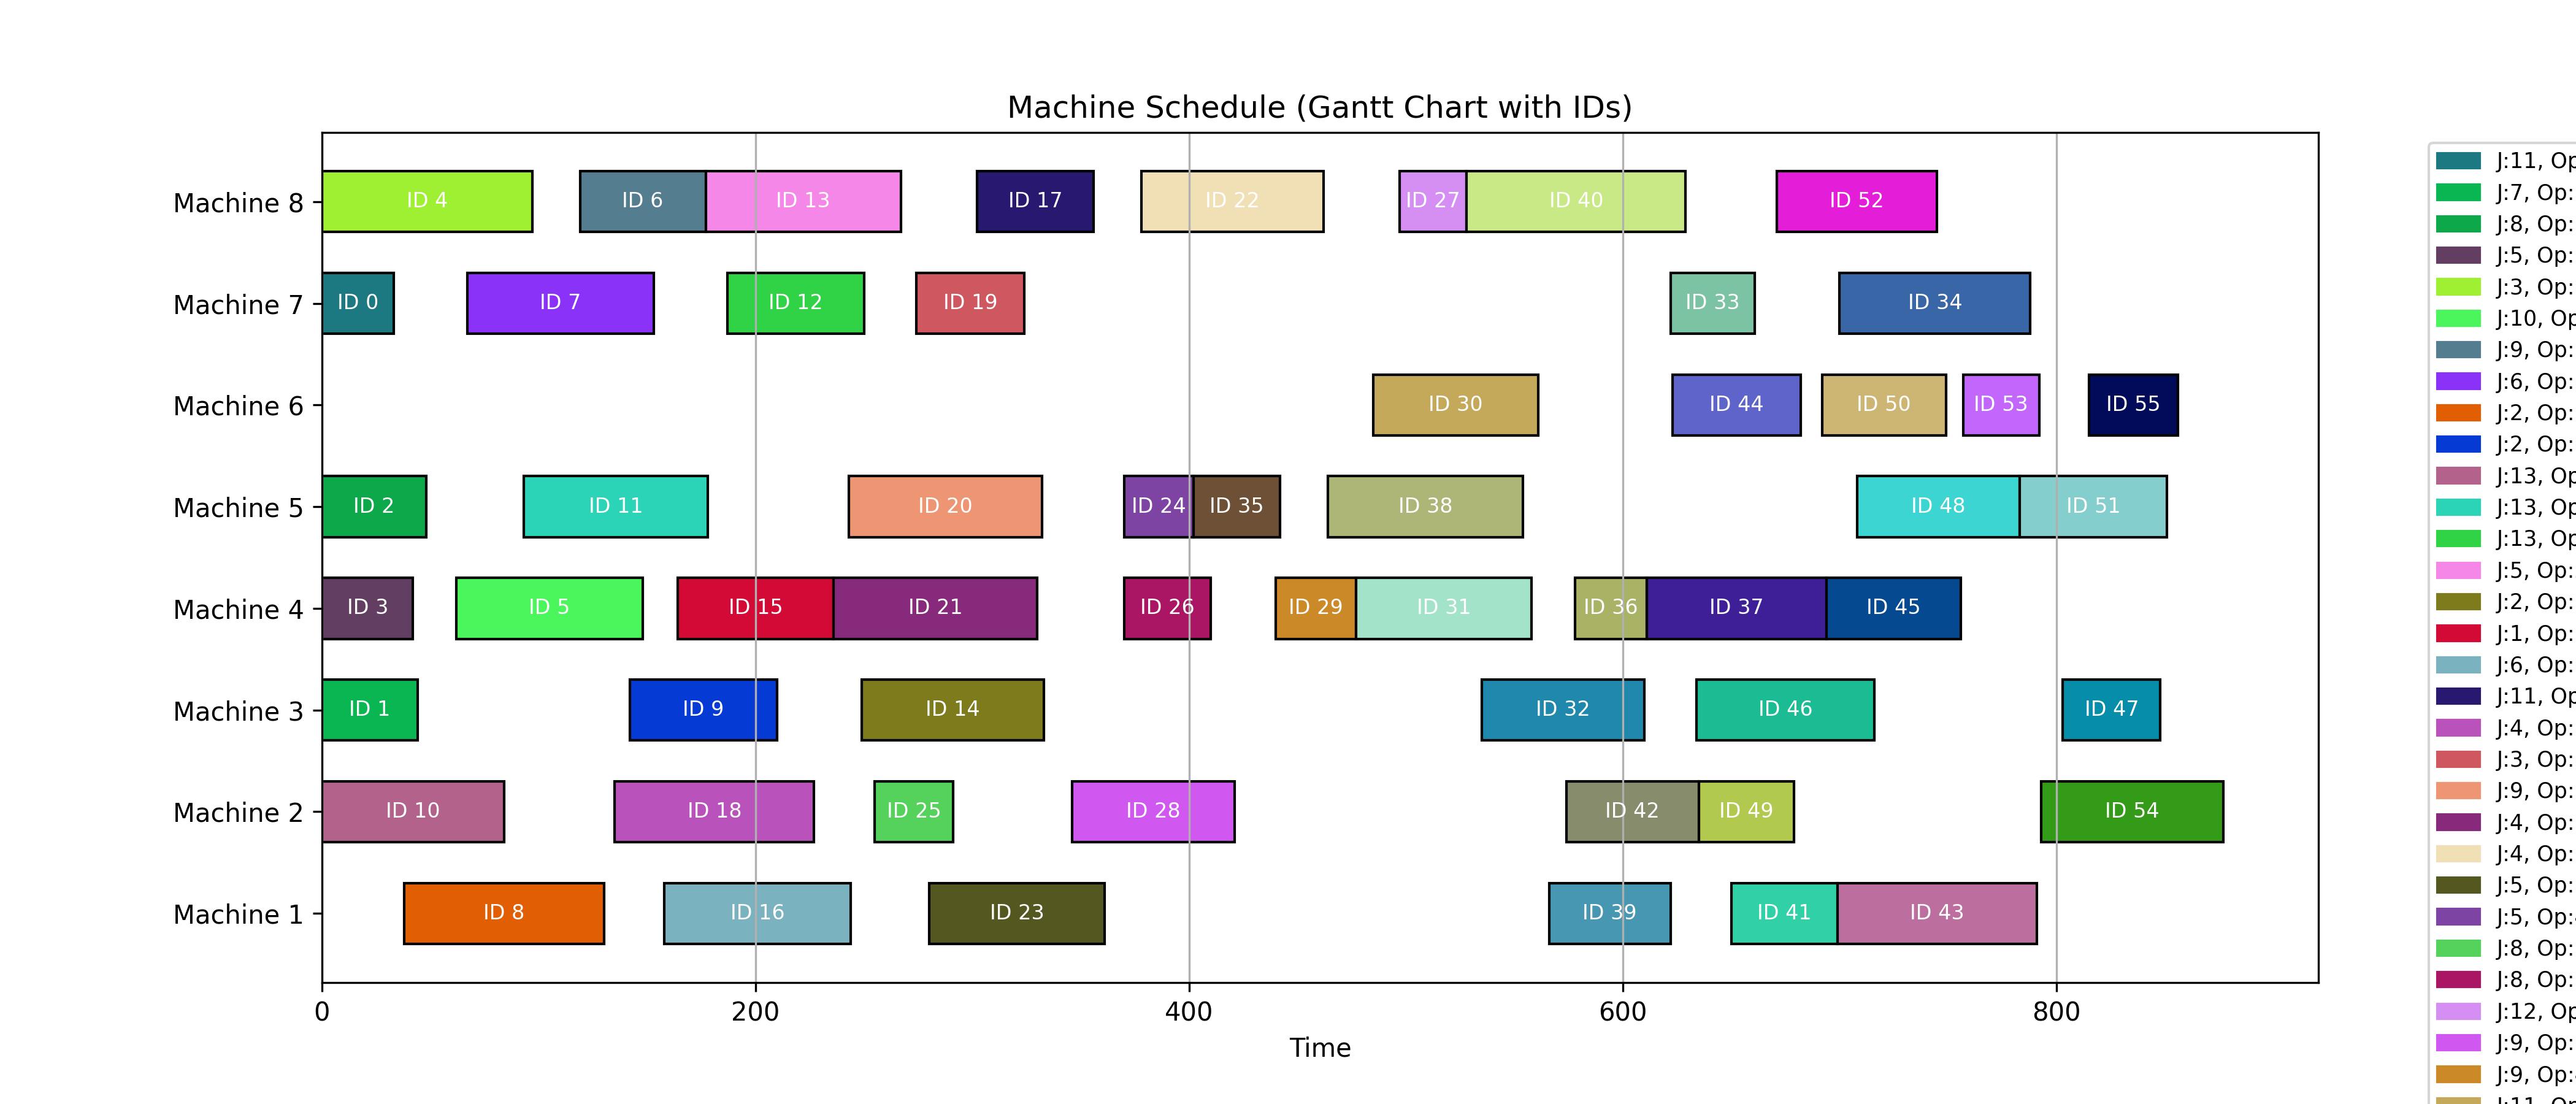 Machine Schedule (Gantt Chart with IDs)
Machine 8
ID 4
ID 6
ID 13
ID 17
ID 22
ID 27
ID 40
ID 52
Machine 7
ID 0
ID 7
ID 12
ID 19
ID 33
ID 34
Machine 6
ID 30
ID 44
ID 50
ID 53
ID 55
Machine 5
ID 2
ID 11
ID 20
ID 24
ID 35
ID 38
ID 48
ID 51
Machine 4
ID 3
ID 5
ID 15
ID 21
ID 26
ID 29
ID 31
ID 36
ID 37
ID 45
Machine 3
ID 1
ID 9
ID 14
ID 32
ID 46
ID 47
Machine 2
ID 10
ID 18
ID 25
ID 28
ID 42
ID 49
ID 54
Machine 1
ID 8
ID 16
ID 23
ID 39
ID 41
ID 43
0
200
400
600
800
Time
J:11, Op
J:7, Op:
J:8, Op:
J:5, Op:
J:3, Op:
J:10, Op
J:9, Op:
J:6, Op:
J:2, Op:
J:2, Op:
J:13, Op
J:13, Op
J:13, Op
J:5, Op:
J:2, Op:
J:1, Op:
J:6, Op:
J:11, Op
J:4, Op:
J:3, Op:
J:9, Op:
J:4, Op:
J:4, Op:
J:5, Op:
J:5, Op:
J:8, Op:
J:8, Op:
J:12, Op
J:9, Op:
J:9, Op:
J:11, Op